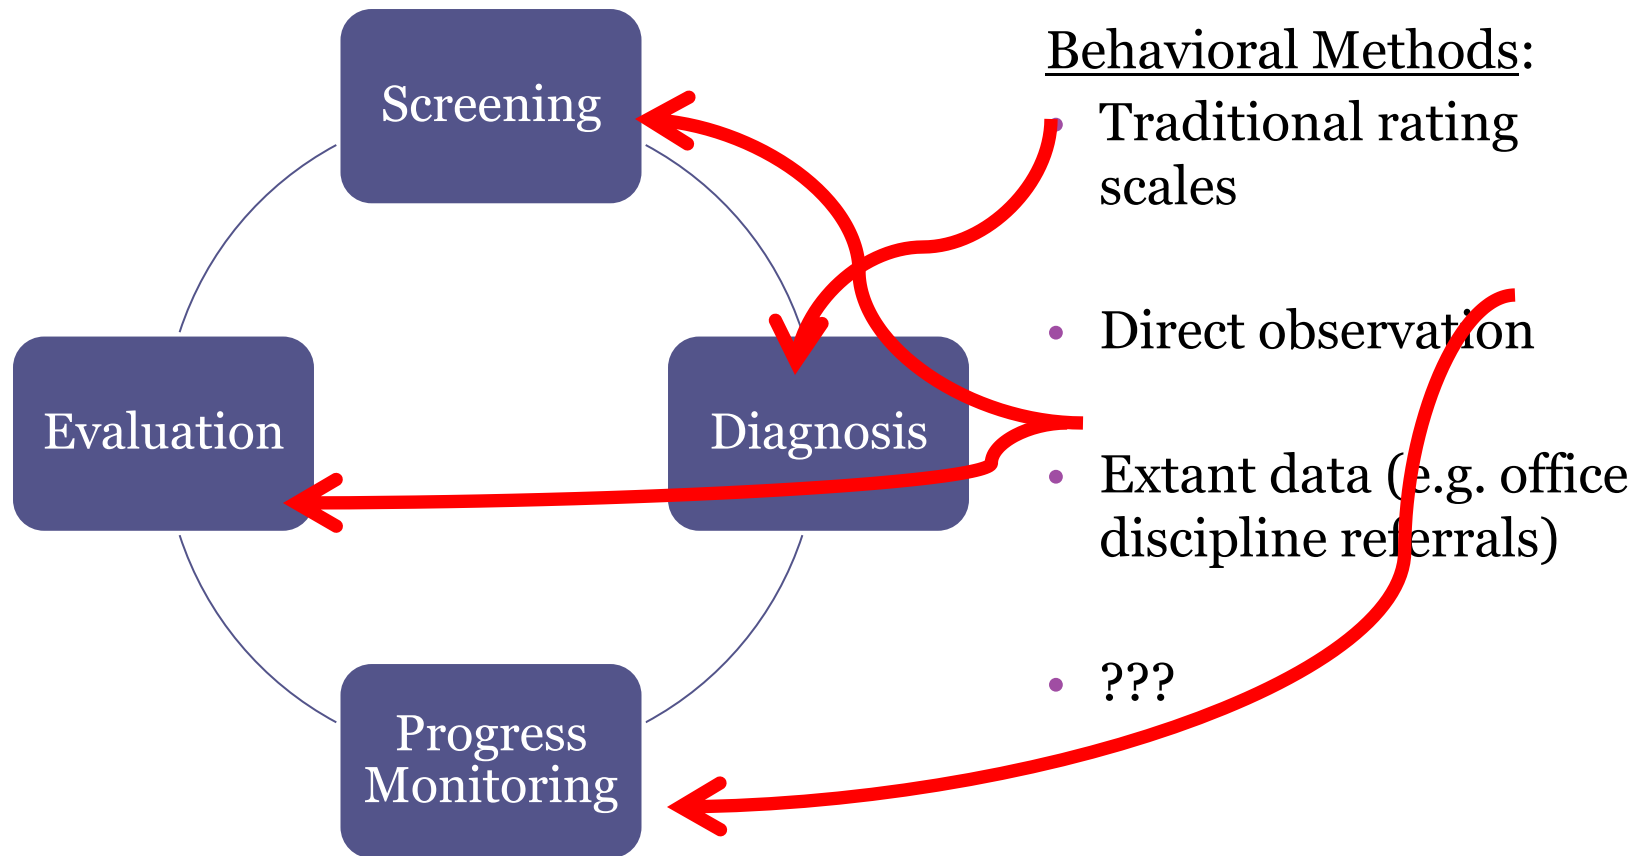 Screening
Evaluation
Diagnosis
Progress
Monitoring
Behavioral Methods:
• Traditional rating
scales
• Direct observation
• Extant data (e.g. office
discipline referrals)
• ???